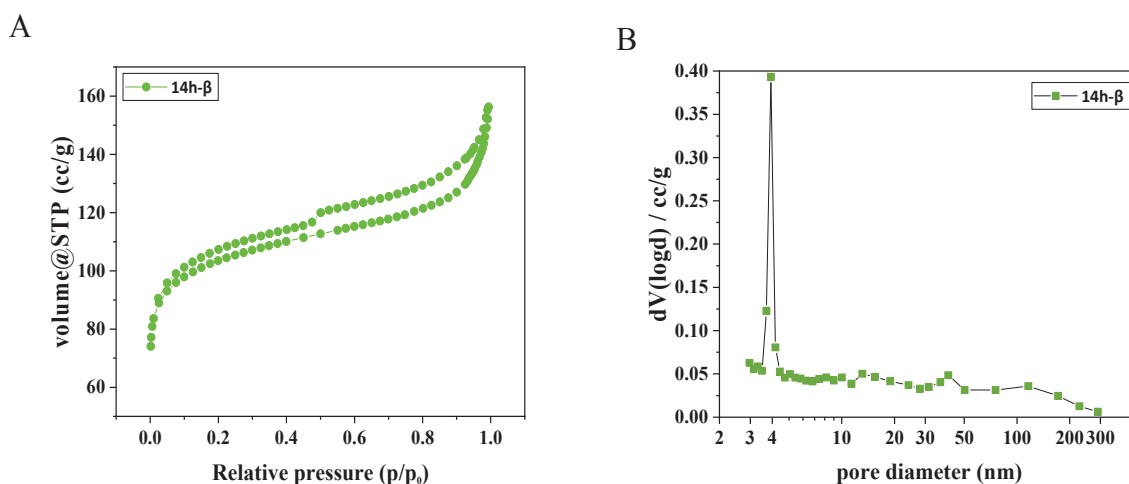 A
14h-β
volume@STP (cc/g)
160
140
120
100
80
60
0.0 0.2 0.4 0.6 0.8 1.0
Relative pressure (p/p₀)
B
14h-β
dV(logd) / cc/g
0.40
0.35
0.30
0.25
0.20
0.15
0.10
0.05
0.00
2 3 4 10 20 30 50 100 200 300
pore diameter (nm)